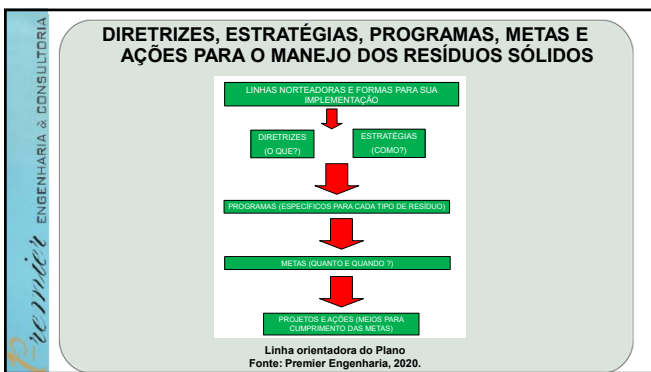 DIRETRIZES, ESTRATÉGIAS, PROGRAMAS, METAS E
AÇÕES PARA O MANEJO DOS RESÍDUOS SÓLIDOS
LINHAS NORTEADORAS E FORMAS PARA SUA
IMPLEMENTAÇÃO
DIRETRIZES
(O QUE?)
ESTRATÉGIAS
(COMO?)
PROGRAMAS (ESPECÍFICOS PARA CADA TIPO DE RESÍDUO)
METAS (QUANTO E QUANDO ?)
PROJETOS E AÇÕES (MEIOS PARA
CUMPRIMENTO DAS METAS)
Linha orientadora do Plano
Fonte: Premier Engenharia, 2020.
Premier ENGENHARIA & CONSULTORIA